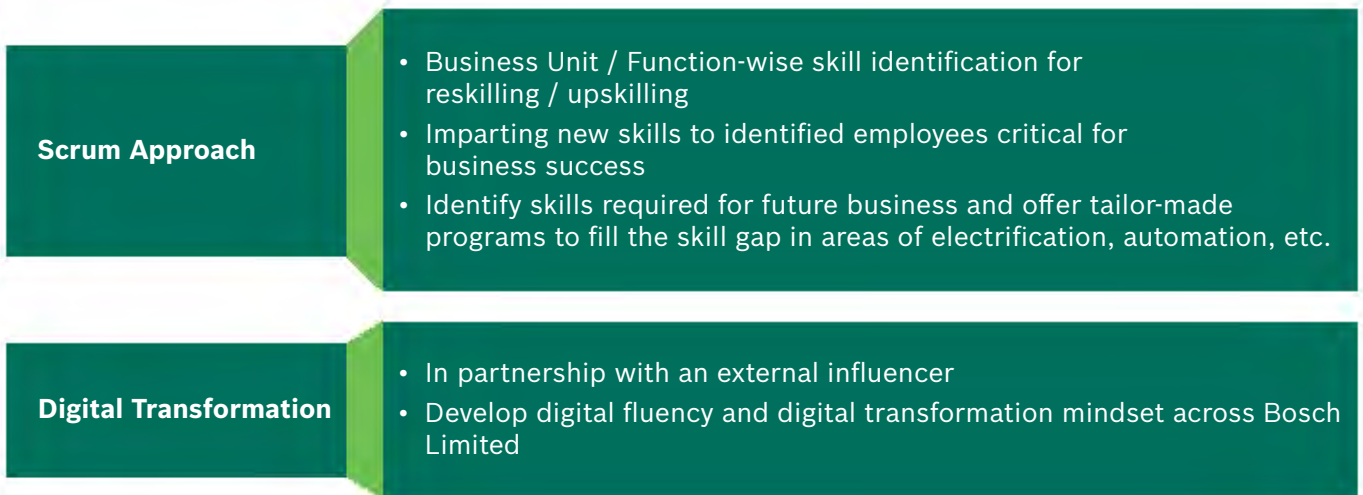 Scrum Approach
• Business Unit / Function-wise skill identification for
reskilling / upskilling
• Imparting new skills to identified employees critical for
business success
• Identify skills required for future business and offer tailor-made
programs to fill the skill gap in areas of electrification, automation, etc.
Digital Transformation
• In partnership with an external influencer
• Develop digital fluency and digital transformation mindset across Bosch
Limited